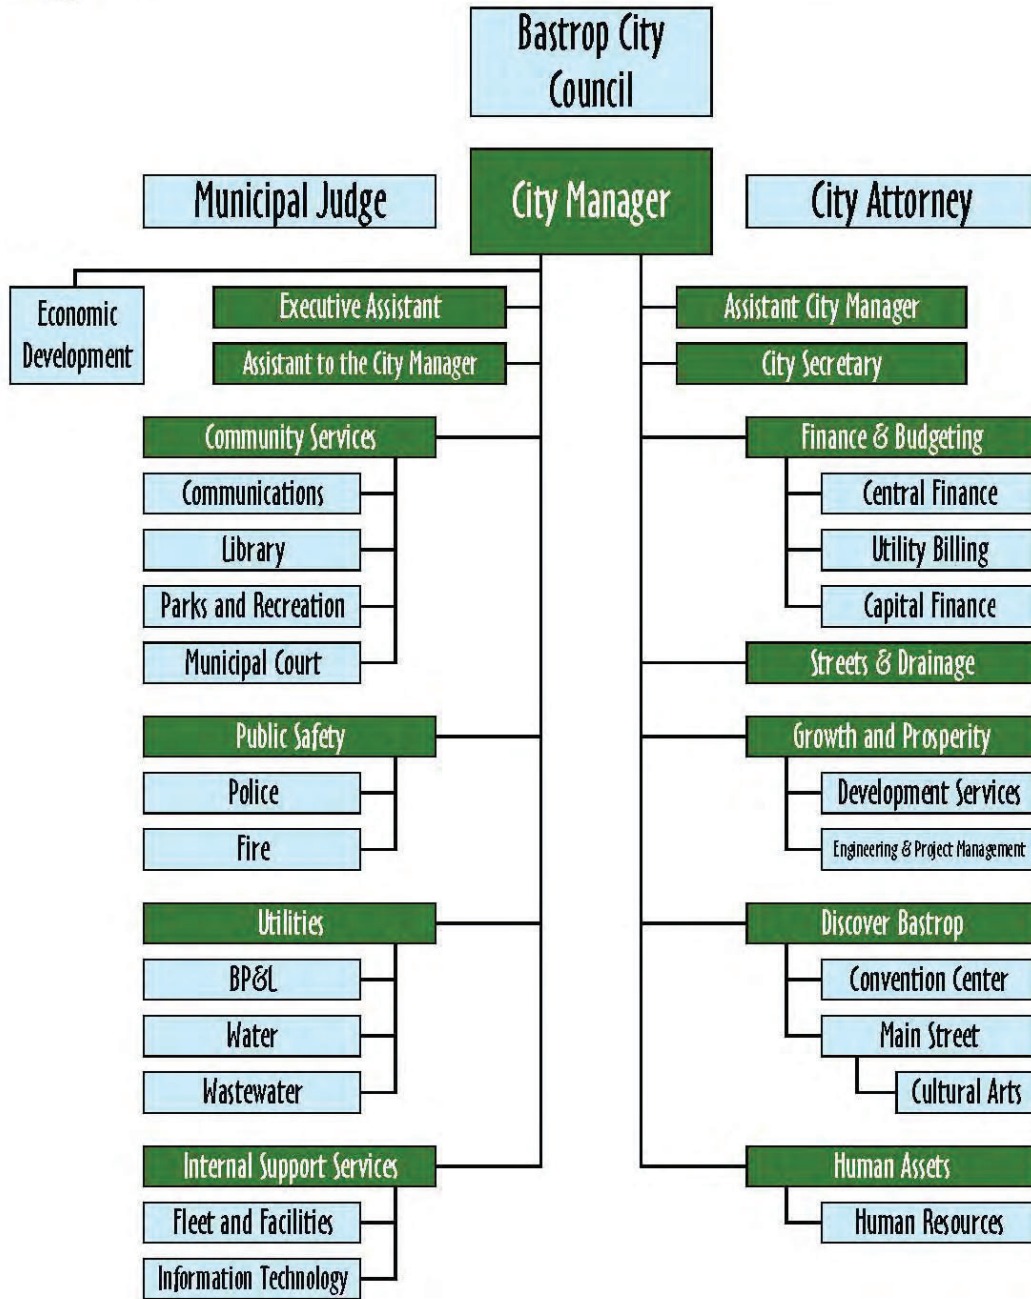 Bastrop City
Council
Municipal Judge
City Manager
City Attorney
Economic
Development
Executive Assistant
Assistant City Manager
Assistant to the City Manager
City Secretary
Community Services
Communications
Library
Parks and Recreation
Municipal Court
Finance & Budgeting
Central Finance
Utility Billing
Capital Finance
Streets & Drainage
Public Safety
Police
Fire
Growth and Prosperity
Development Services
Engineering & Project Management
Utilities
BP&L
Water
Wastewater
Discover Bastrop
Convention Center
Main Street
Cultural Arts
Internal Support Services
Fleet and Facilities
Information Technology
Human Assets
Human Resources